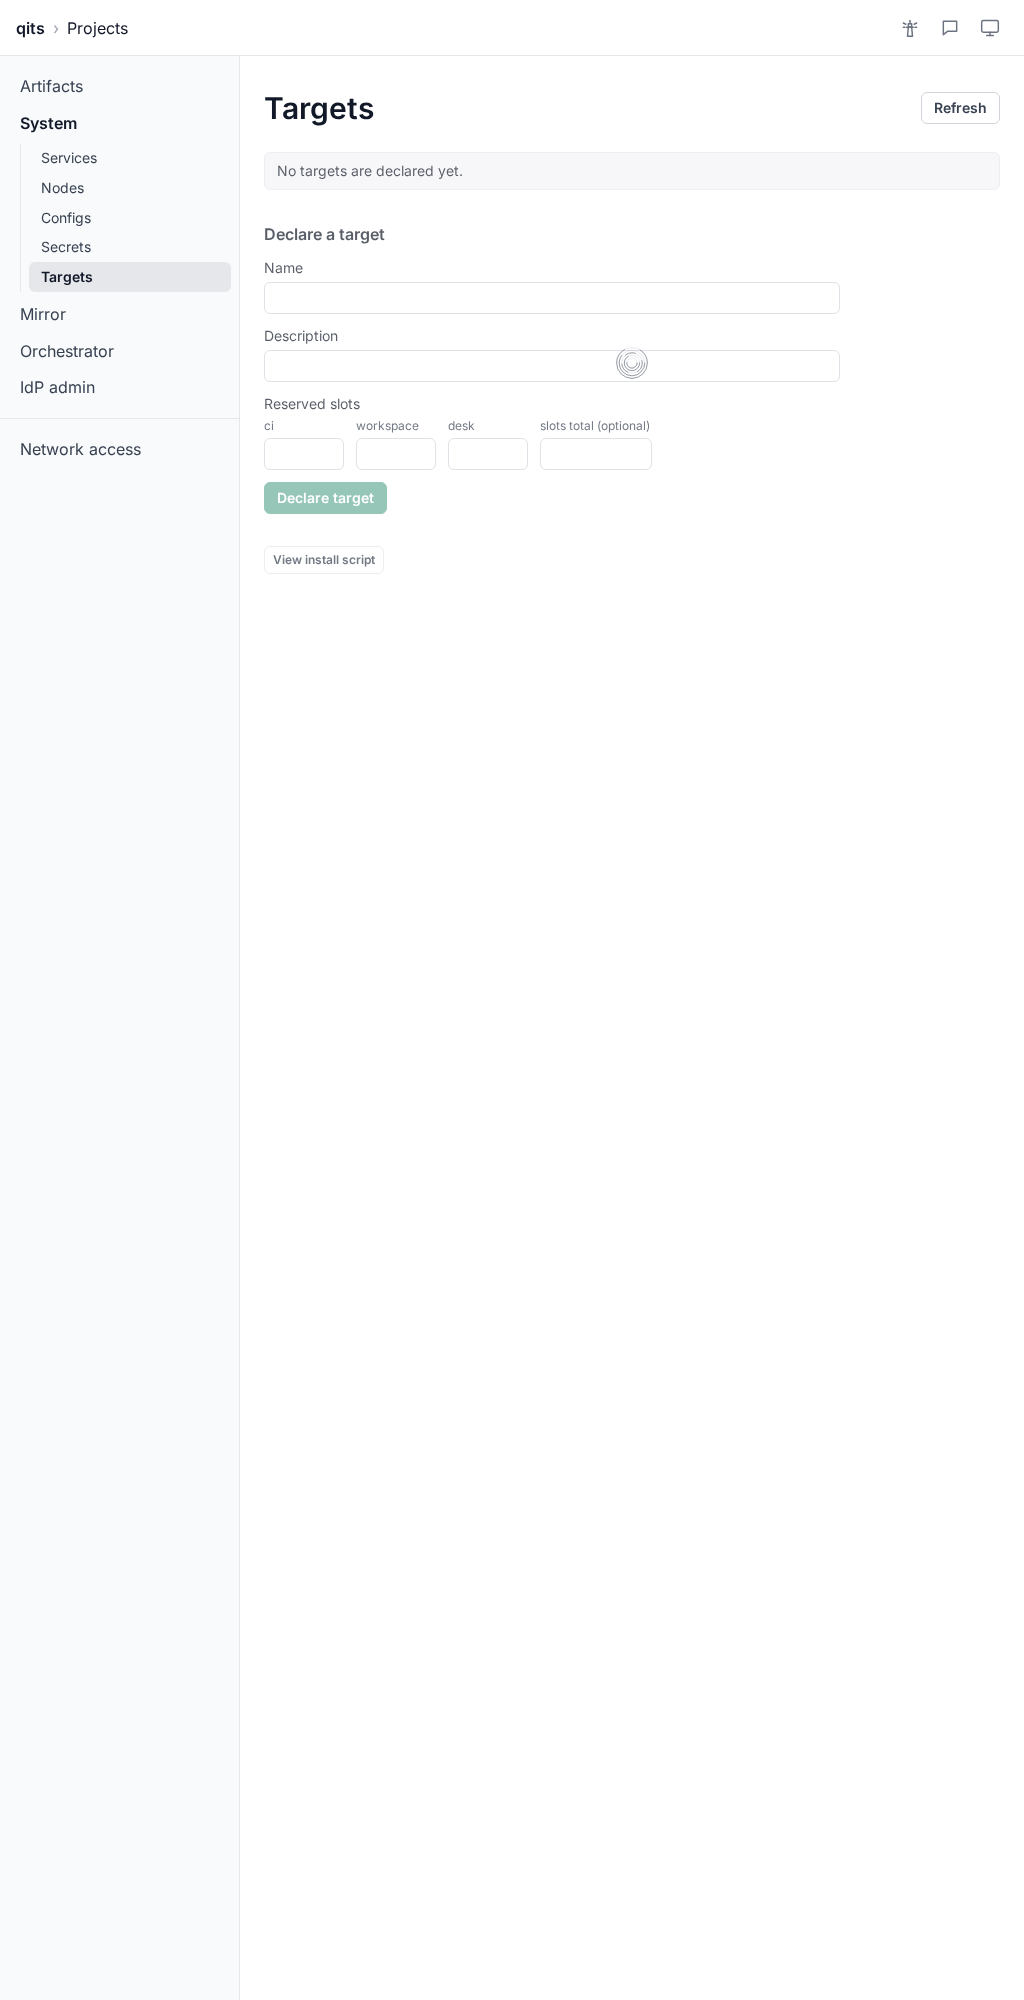 qits › Projects
Artifacts
System
Services
Nodes
Configs
Secrets
Targets
Mirror
Orchestrator
IdP admin
Network access
Targets
Refresh
No targets are declared yet.
Declare a target
Name
Description
Reserved slots
ci workspace desk slots total (optional)
Declare target
View install script